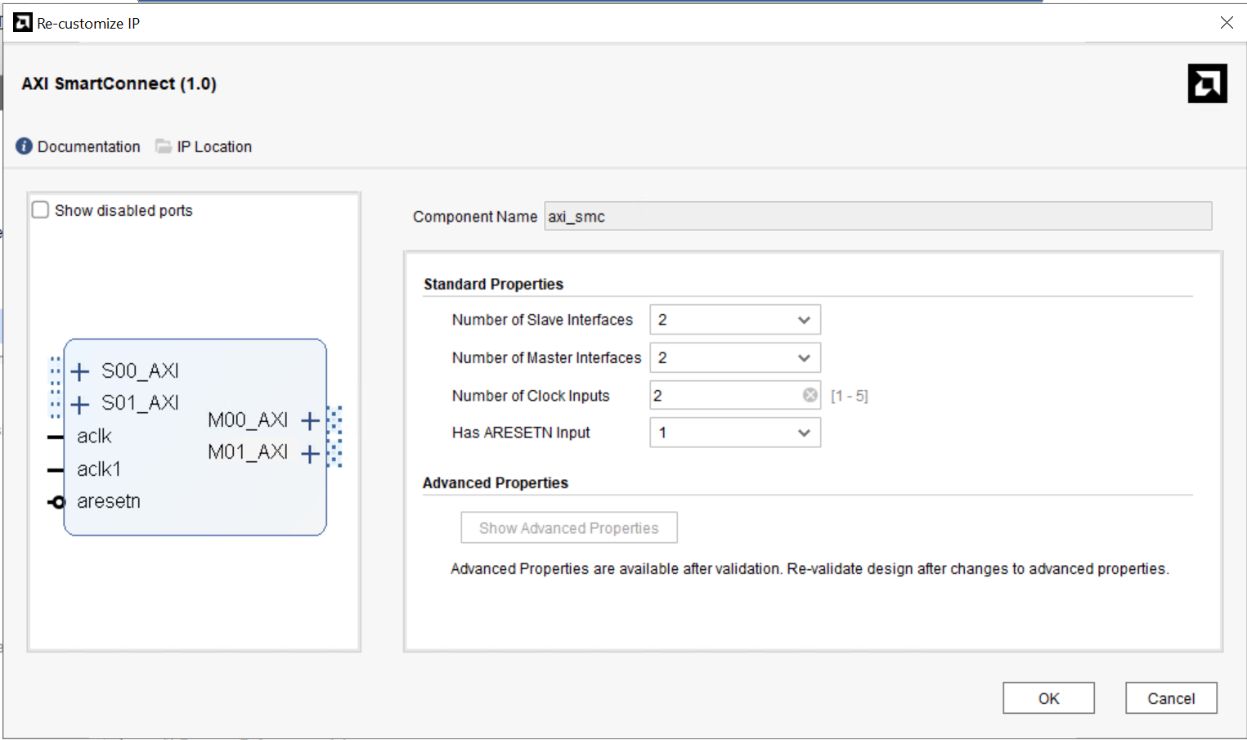 Re-customize IP
AXI SmartConnect (1.0)
Documentation IP Location
Show disabled ports
S00_AXI
S01_AXI
aclk
aclk1
aresetn
M00_AXI
M01_AXI
Component Name axi_smc
Standard Properties
Number of Slave Interfaces 2
Number of Master Interfaces 2
Number of Clock Inputs 2 [1 - 5]
Has ARESETN Input 1
Advanced Properties
Show Advanced Properties
Advanced Properties are available after validation. Re-validate design after changes to advanced properties.
OK Cancel